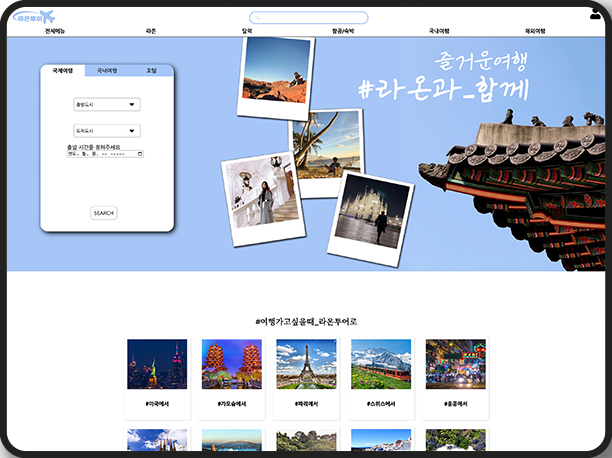 라온투어
전체메뉴 라온 달력 항공/숙박 국내여행 해외여행
국제여행 국내여행 호텔
출발도시
도착도시
출발 시간을 정해주세요
연도. 월. 일. -- --:--
SEARCH
즐거운여행
#라온과_함께
#여행가고싶을때_라온투어로
#미국에서 #가오슝에서 #파리에서 #스위스에서 #홍콩에서